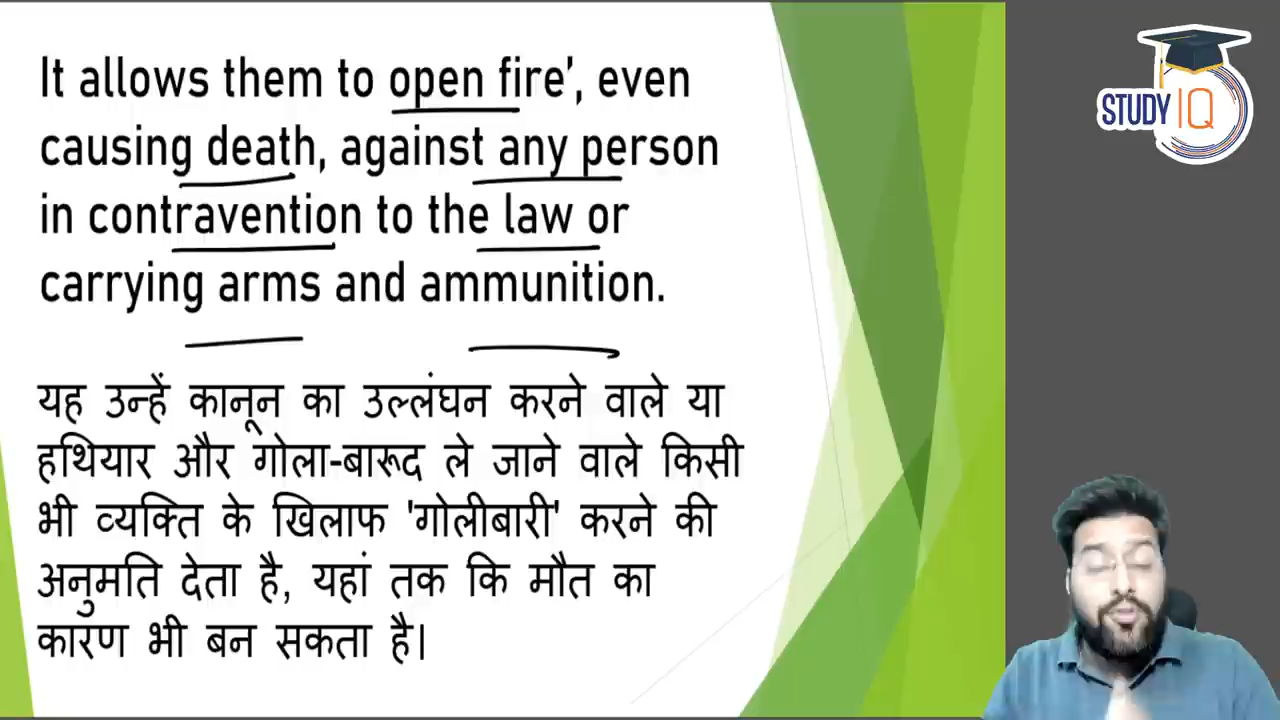 It allows them to open fire’, even
causing death, against any person
in contravention to the law or
carrying arms and ammunition.
यह उन्हें कानून का उल्लंघन करने वाले या
हथियार और गोला-बारूद ले जाने वाले किसी
भी व्यक्ति के खिलाफ 'गोलीबारी' करने की
अनुमति देता है, यहां तक कि मौत का
कारण भी बन सकता है।
STUDY IQ